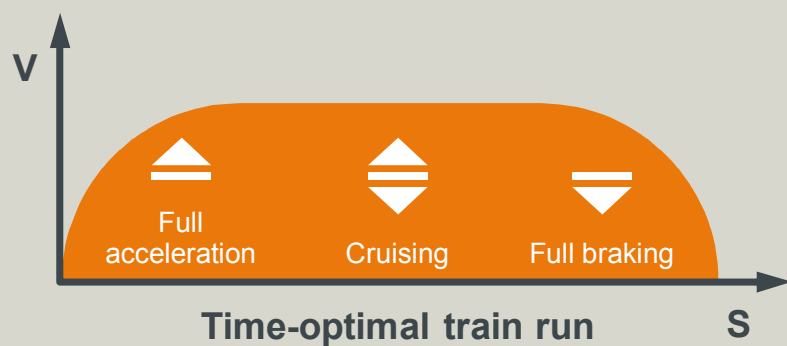 V
Full
acceleration
Cruising
Full braking
Time-optimal train run
S